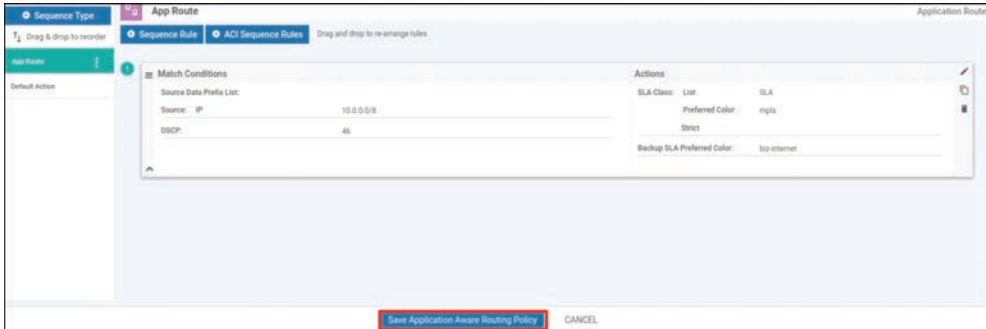 Sequence Type
App Route
Application Route
Drag & drop to reorder
Sequence Rule
ACI Sequence Rules
Drag and drop to re-arrange rules
App Route
1
Match Conditions
Actions
Default Action
Source Data Prefix List:
SLA Class: List SLA
Source: IP 10.0.0.0/8
Preferred Color mpls
DSCP: 46
Strict
Backup SLA Preferred Color: biz-internet
Save Application Aware Routing Policy
CANCEL